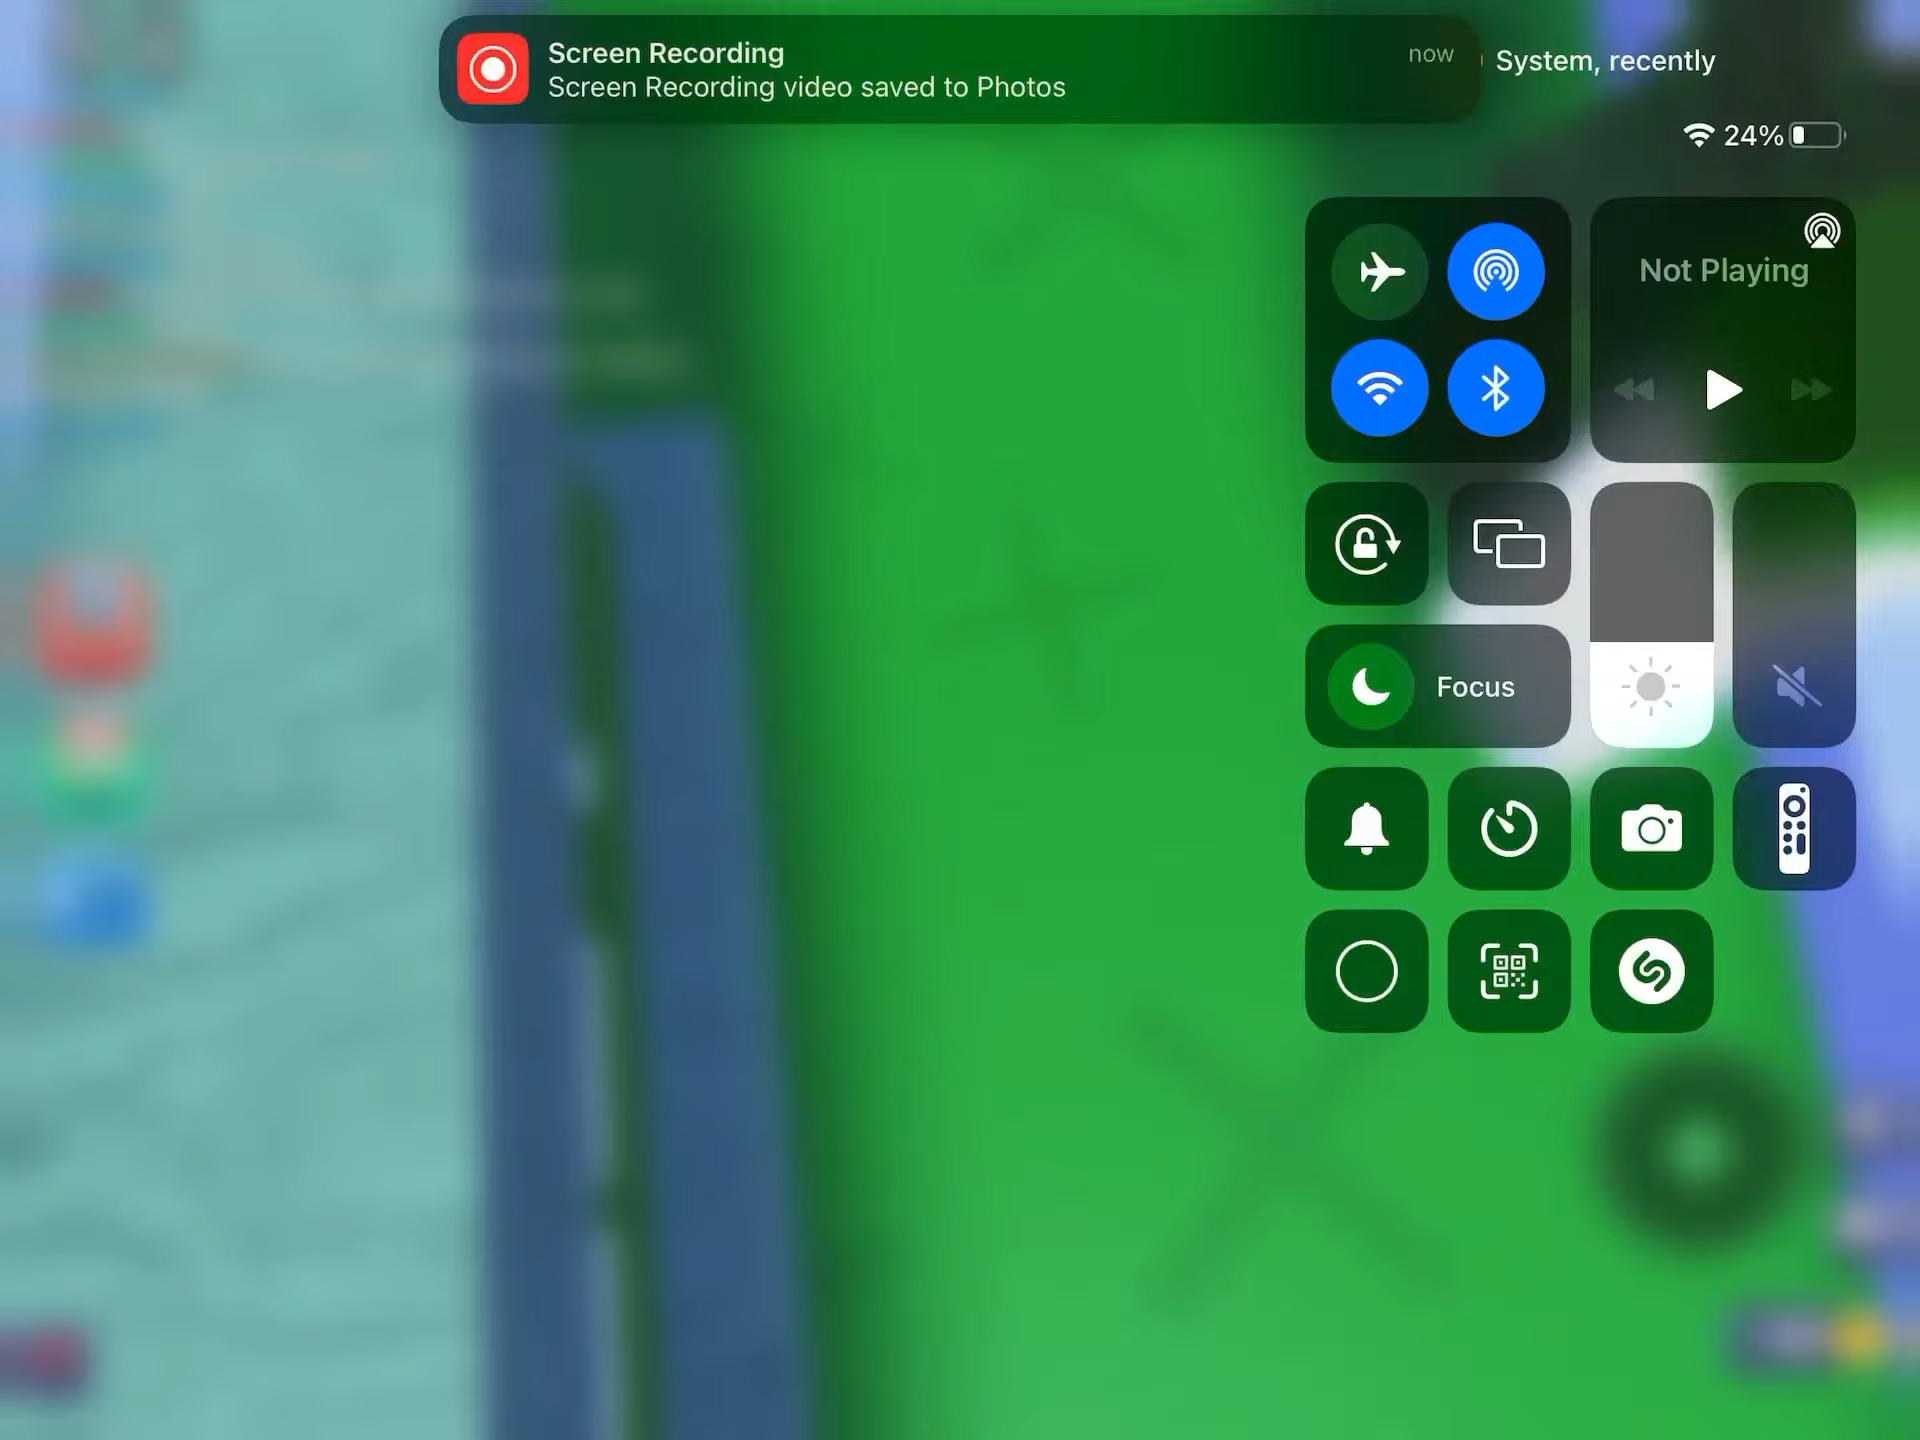 Screen Recording
now
Screen Recording video saved to Photos
System, recently
24%
Not Playing
Focus